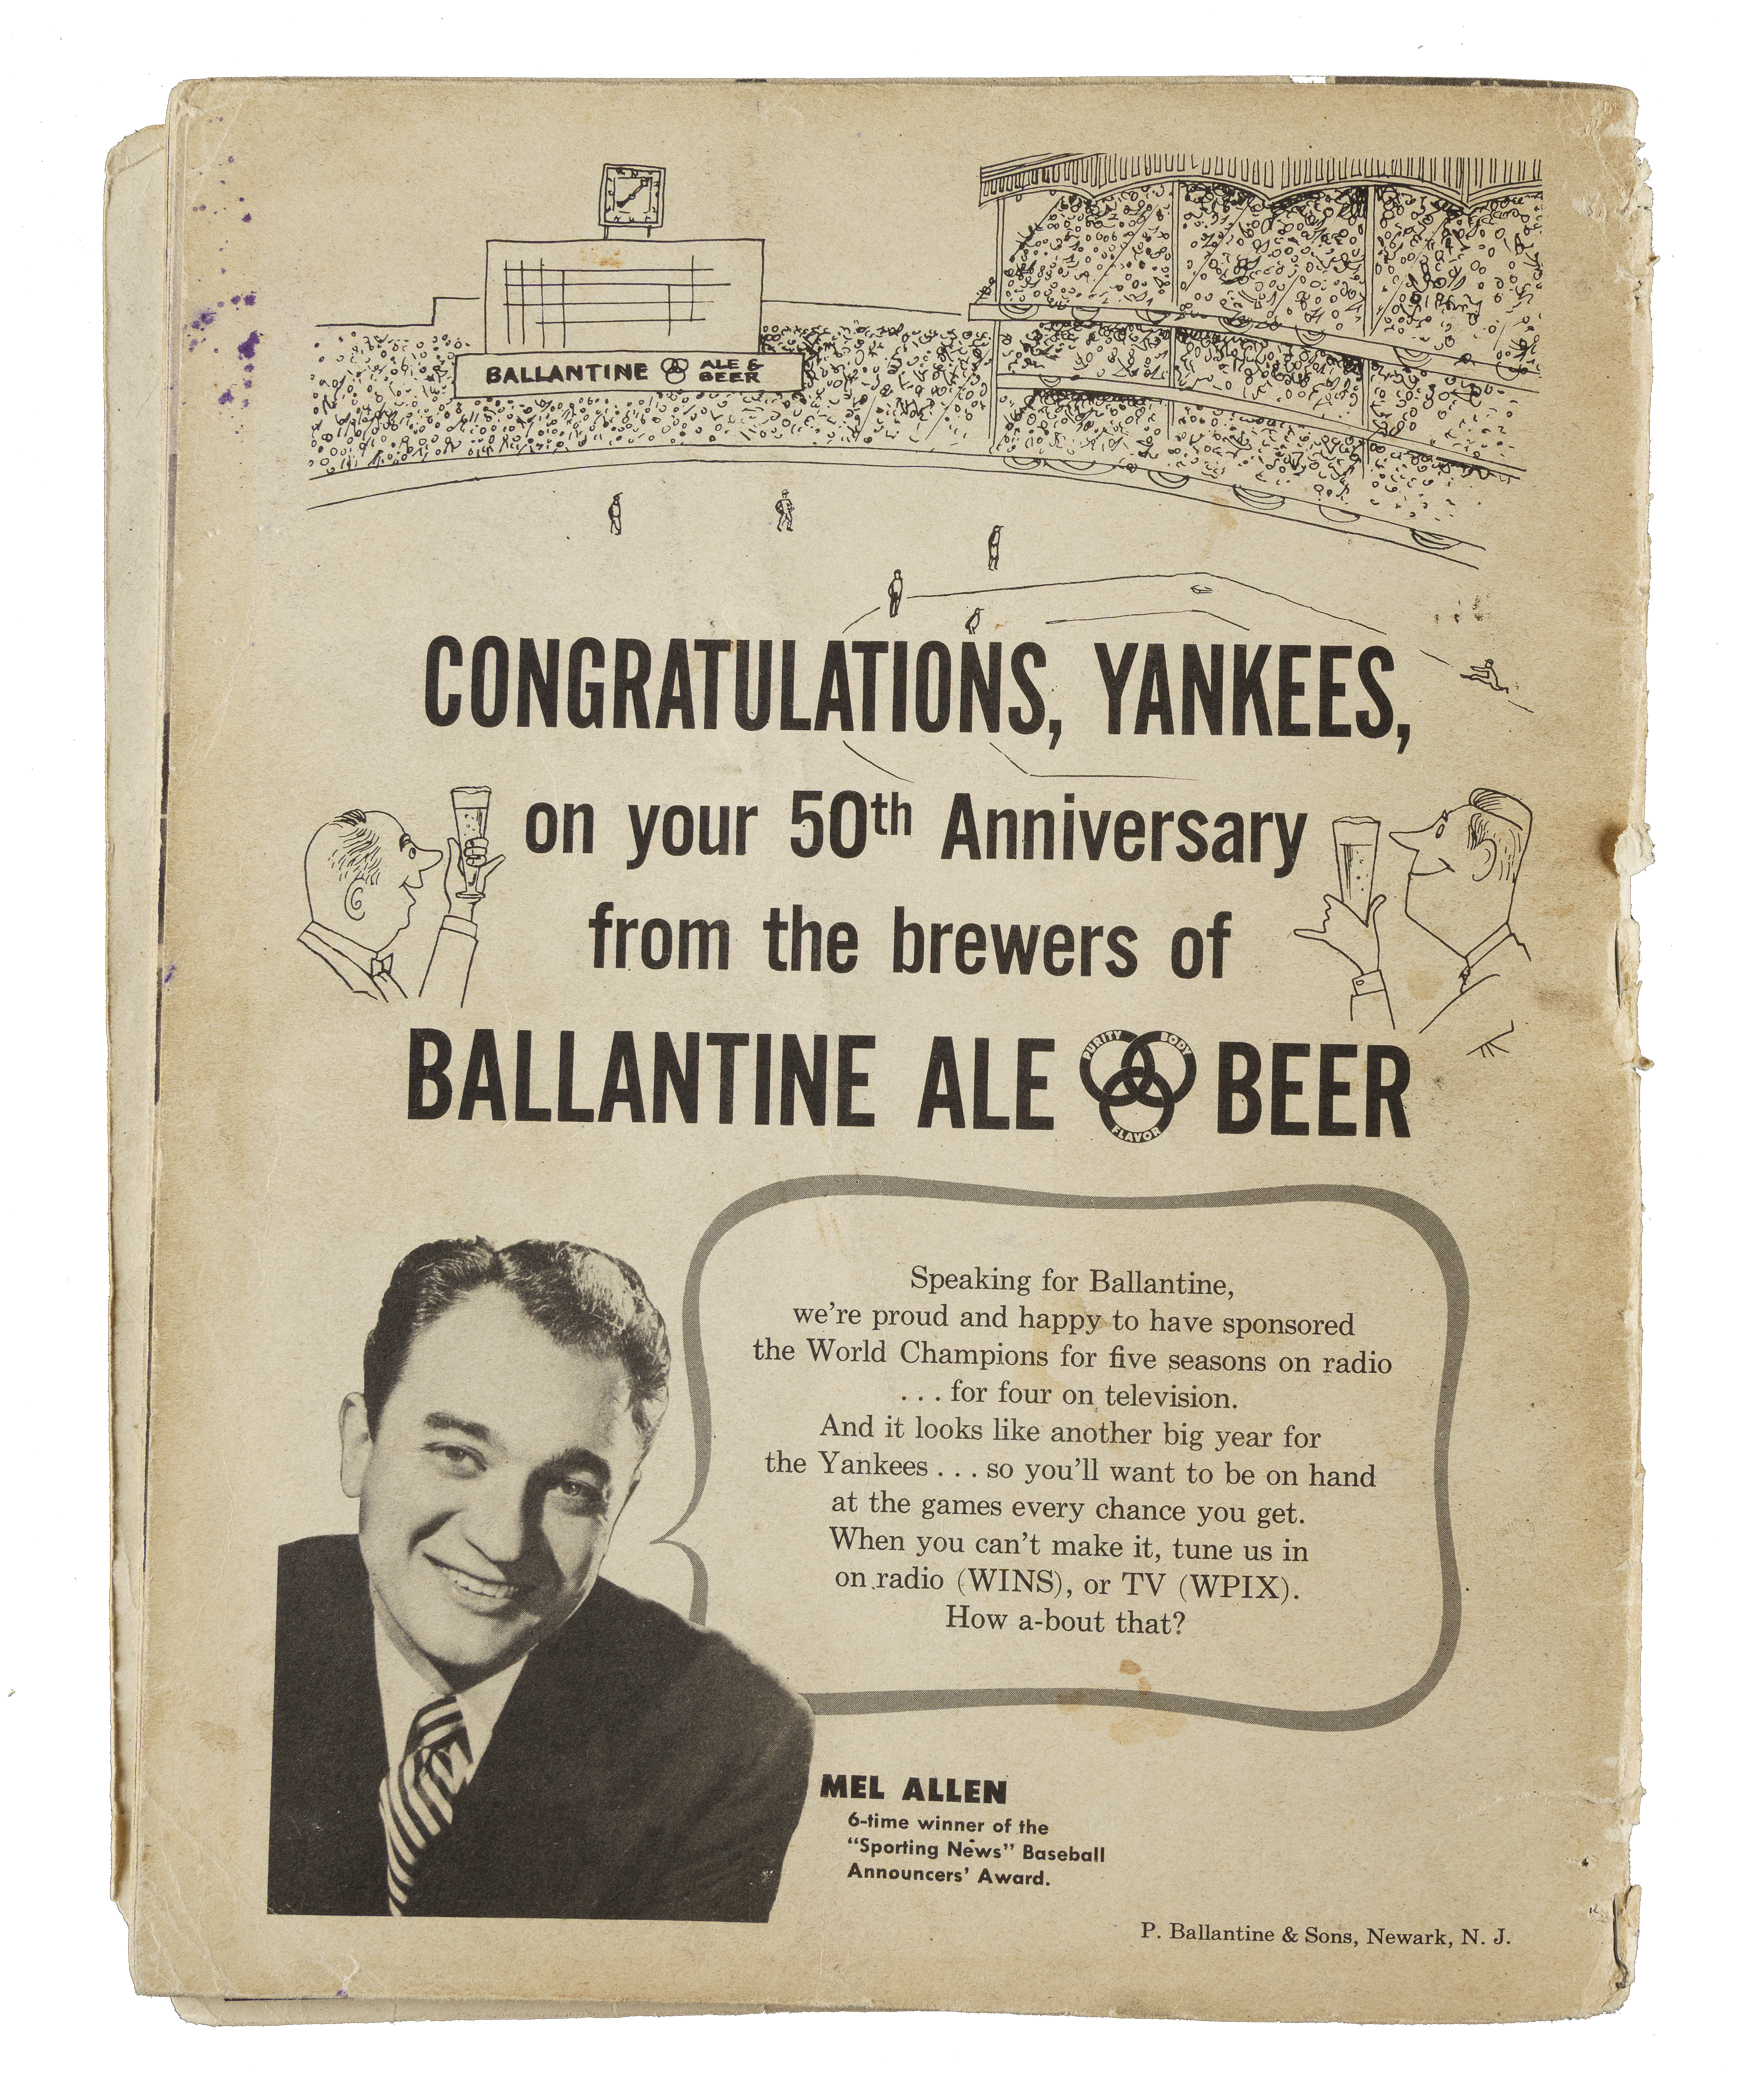 BALLANTINE ALE &
BEER
CONGRATULATIONS, YANKEES,
on your 50th Anniversary
from the brewers of
BALLANTINE ALE PURITY BODY FLAVOR BEER
Speaking for Ballantine,
we're proud and happy to have sponsored
the World Champions for five seasons on radio
. . . for four on television.
And it looks like another big year for
the Yankees . . . so you'll want to be on hand
at the games every chance you get.
When you can't make it, tune us in
on radio (WINS), or TV (WPIX).
How a-bout that?
MEL ALLEN
6-time winner of the
"Sporting News" Baseball
Announcers' Award.
P. Ballantine & Sons, Newark, N. J.